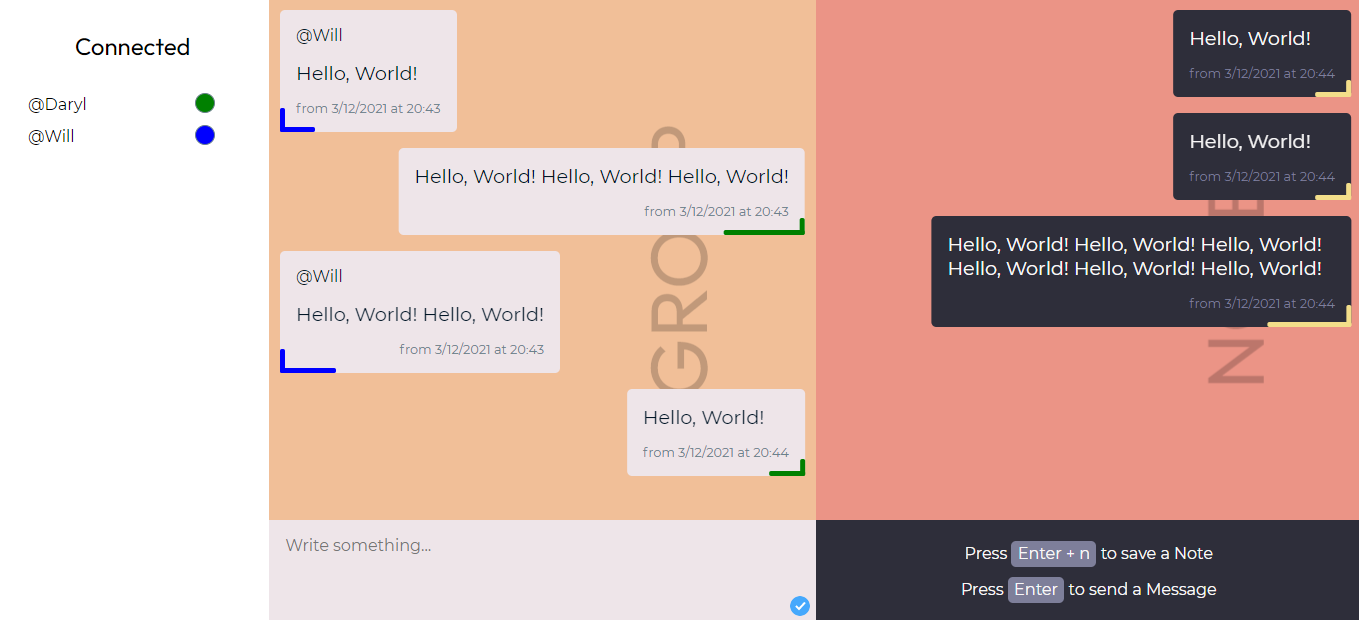 Connected
@Daryl
@Will
@Will
Hello, World!
from 3/12/2021 at 20:43
Hello, World! Hello, World! Hello, World!
from 3/12/2021 at 20:43
@Will
Hello, World! Hello, World!
from 3/12/2021 at 20:43
Hello, World!
from 3/12/2021 at 20:44
Write something...
Hello, World!
from 3/12/2021 at 20:44
Hello, World!
from 3/12/2021 at 20:44
Hello, World! Hello, World! Hello, World!
Hello, World! Hello, World! Hello, World!
from 3/12/2021 at 20:44
Press Enter + n to save a Note
Press Enter to send a Message